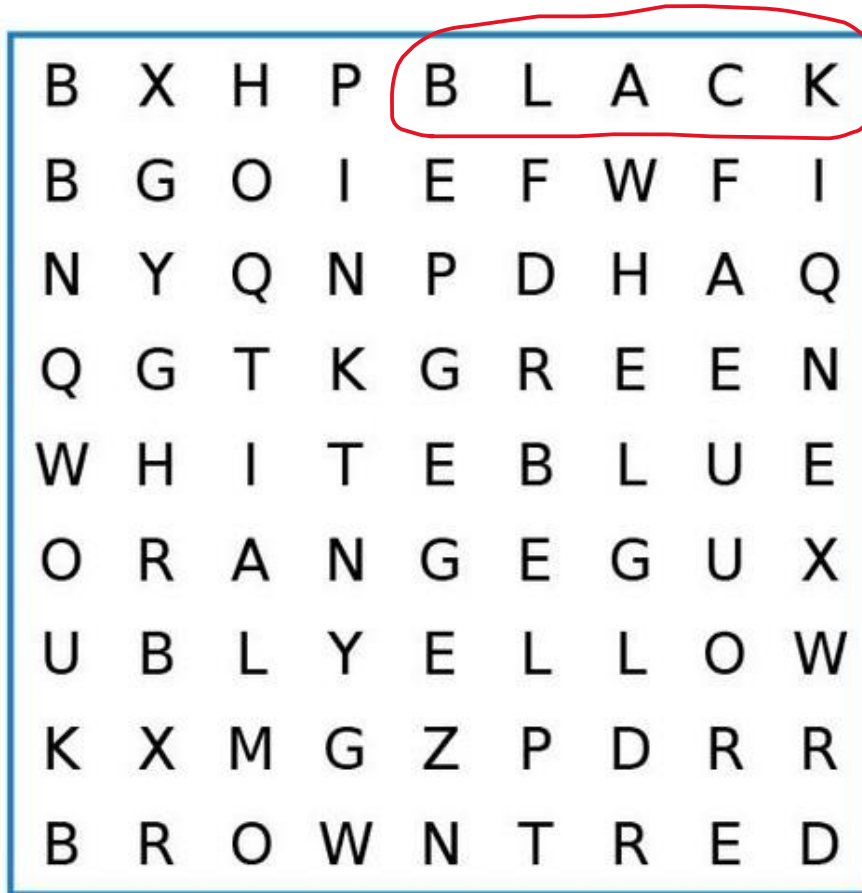 B X H P B L A C K
B G O I E F W F I
N Y Q N P D H A Q
Q G T K G R E E N
W H I T E B L U E
O R A N G E G U X
U B L Y E L L O W
K X M G Z P D R R
B R O W N T R E D